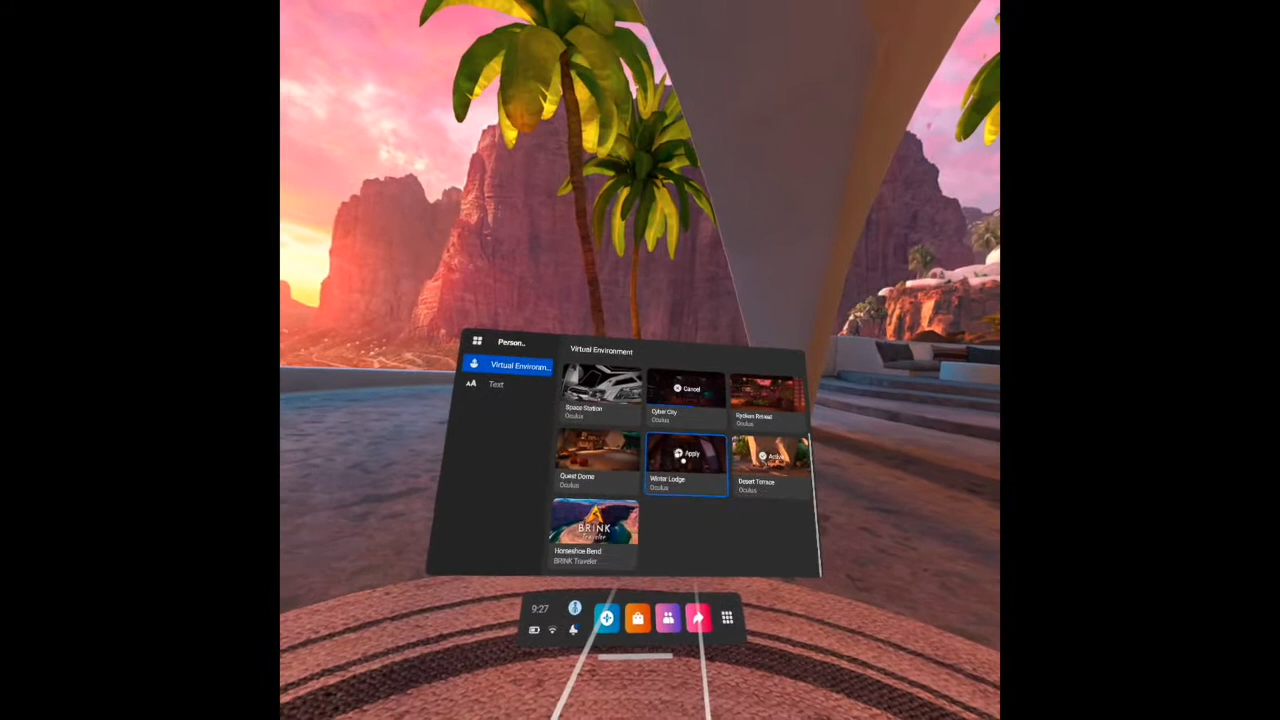 Person..
Virtual Environm...
Text
Virtual Environment
Space Station
Oculus
Cancel
Cyber City
Oculus
Ryokan Retreat
Oculus
Quest Dome
Oculus
Apply
Winter Lodge
Oculus
Active
Desert Terrace
Oculus
BRINK
Traveler
Horseshoe Bend
BRINK Traveler
9:27